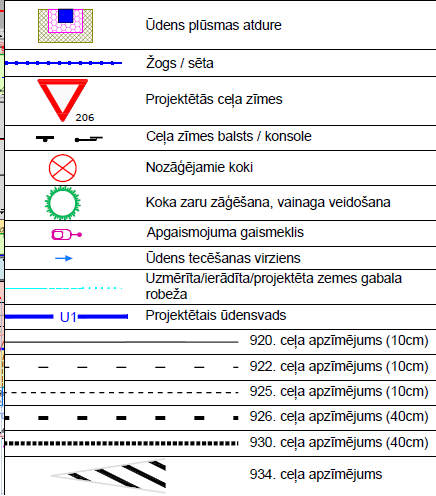 Ūdens plūsmas atdure
Žogs / sēta
Projektētās ceļa zīmes
206
Ceļa zīmes balsts / konsole
Nozāģējamie koki
Koka zaru zāģēšana, vainaga veidošana
Apgaismojuma gaismeklis
Ūdens tecēšanas virziens
Uzmērīta/ierādīta/projektēta zemes gabala
robeža
U1 Projektētais ūdensvads
920. ceļa apzīmējums (10cm)
922. ceļa apzīmējums (10cm)
925. ceļa apzīmējums (10cm)
926. ceļa apzīmējums (40cm)
930. ceļa apzīmējums (40cm)
934. ceļa apzīmējums